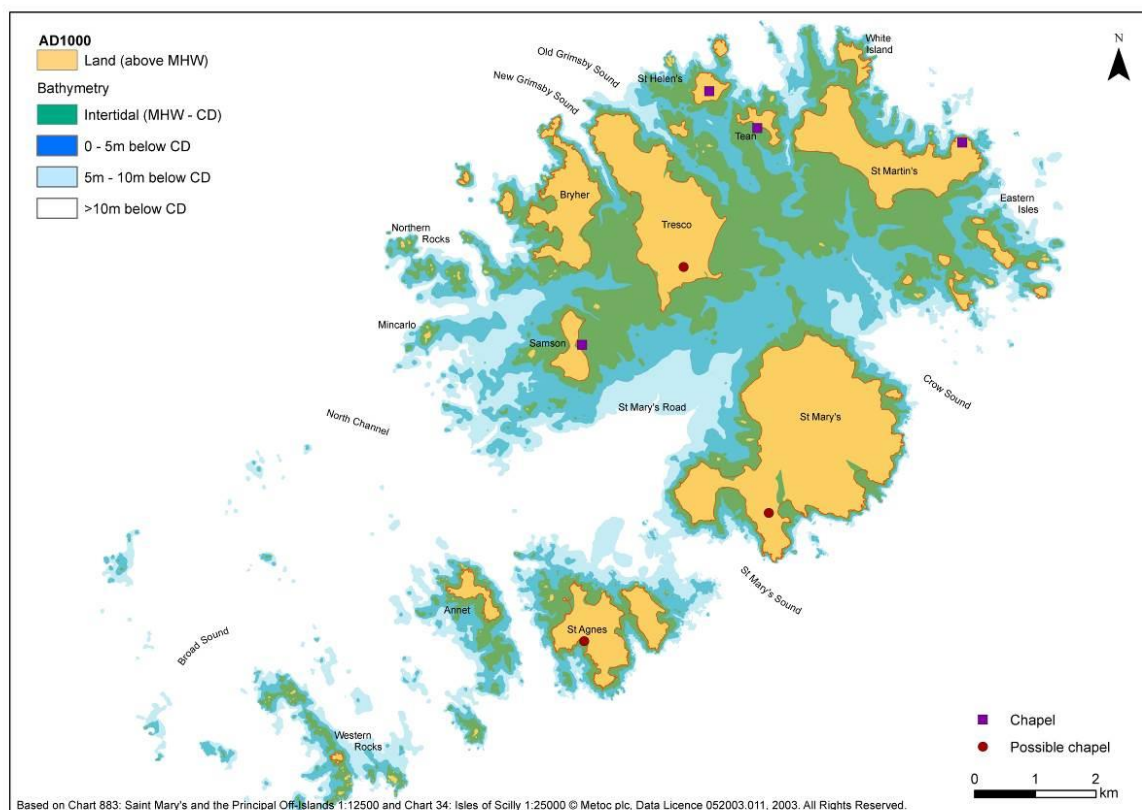 AD1000
Land (above MHW)
Bathymetry
Intertidal (MHW - CD)
0 - 5m below CD
5m - 10m below CD
>10m below CD
N
White
Island
Old Grimsby Sound
St Helen's
New Grimsby Sound
Tean
St Martin's
Eastern
Isles
Bryher
Tresco
Northern
Rocks
Mincarlo
Samson
Crow Sound
St Mary's Road
St Mary's
North Channel
St Mary's Sound
Annet
St Agnes
Broad Sound
Western
Rocks
Chapel
Possible chapel
0 1 2
km
Based on Chart 883: Saint Mary's and the Principal Off-Islands 1:12500 and Chart 34: Isles of Scilly 1:25000 © Metoc plc, Data Licence 052003.011, 2003. All Rights Reserved.